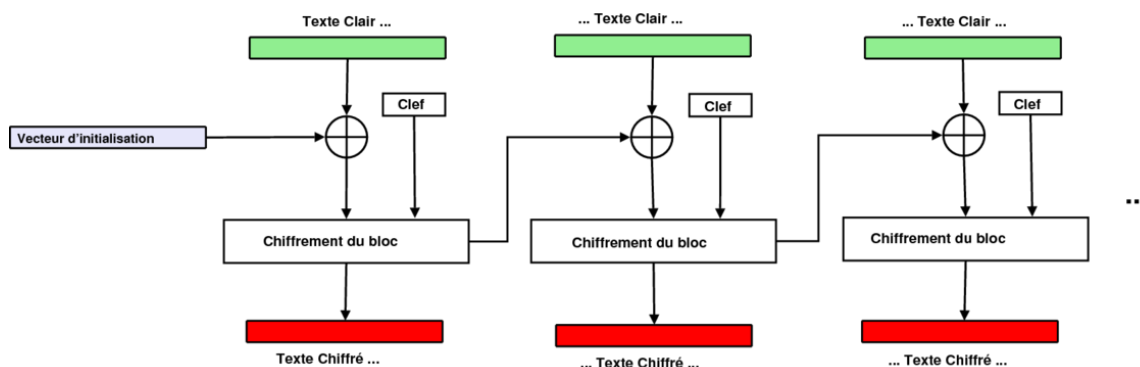 Texte Clair ...
... Texte Clair ...
... Texte Clair ...
Clef
Clef
Clef
Vecteur d'initialisation
..
Chiffrement du bloc
Chiffrement du bloc
Chiffrement du bloc
Texte Chiffré ...
... Texte Chiffré ...
... Texte Chiffré ...